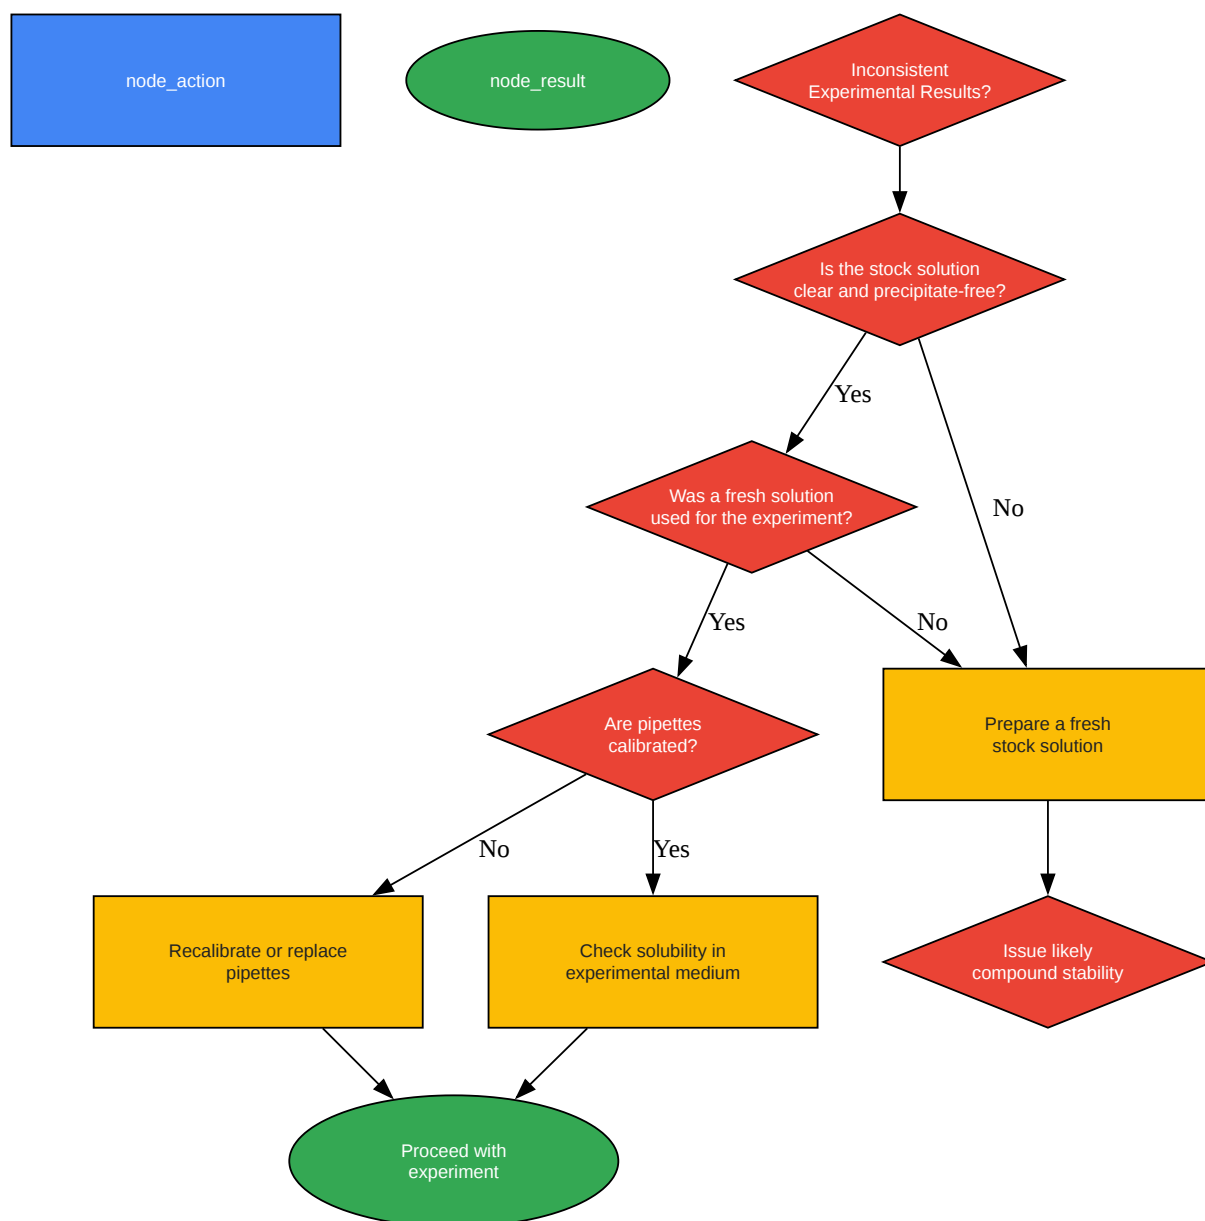 node_action
node_result
Inconsistent
Experimental Results?
Is the stock solution
clear and precipitate-free?
Yes
No
Was a fresh solution
used for the experiment?
Yes
No
Are pipettes
calibrated?
Prepare a fresh
stock solution
No
Yes
Recalibrate or replace
pipettes
Check solubility in
experimental medium
Issue likely
compound stability
Proceed with
experiment